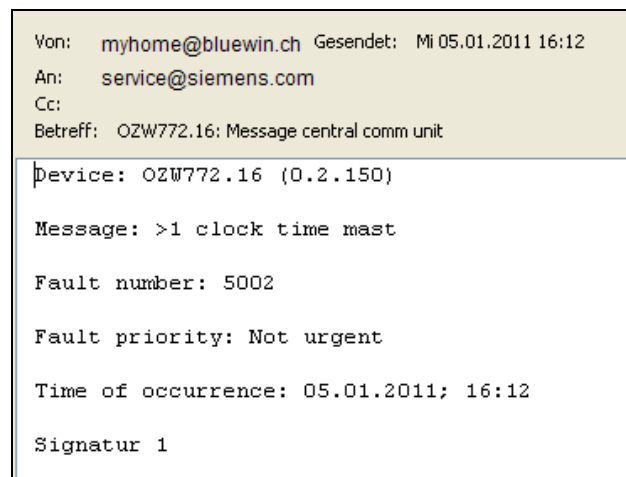 Von: myhome@bluewin.ch Gesendet: Mi 05.01.2011 16:12
An: service@siemens.com
Cc:
Betreff: OZW772.16: Message central comm unit
Device: OZW772.16 (0.2.150)
Message: >1 clock time mast
Fault number: 5002
Fault priority: Not urgent
Time of occurrence: 05.01.2011; 16:12
Signatur 1